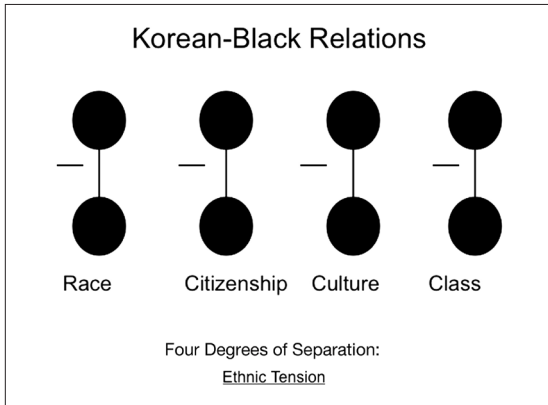 Korean-Black Relations
— — — —
Race Citizenship Culture Class
Four Degrees of Separation:
Ethnic Tension